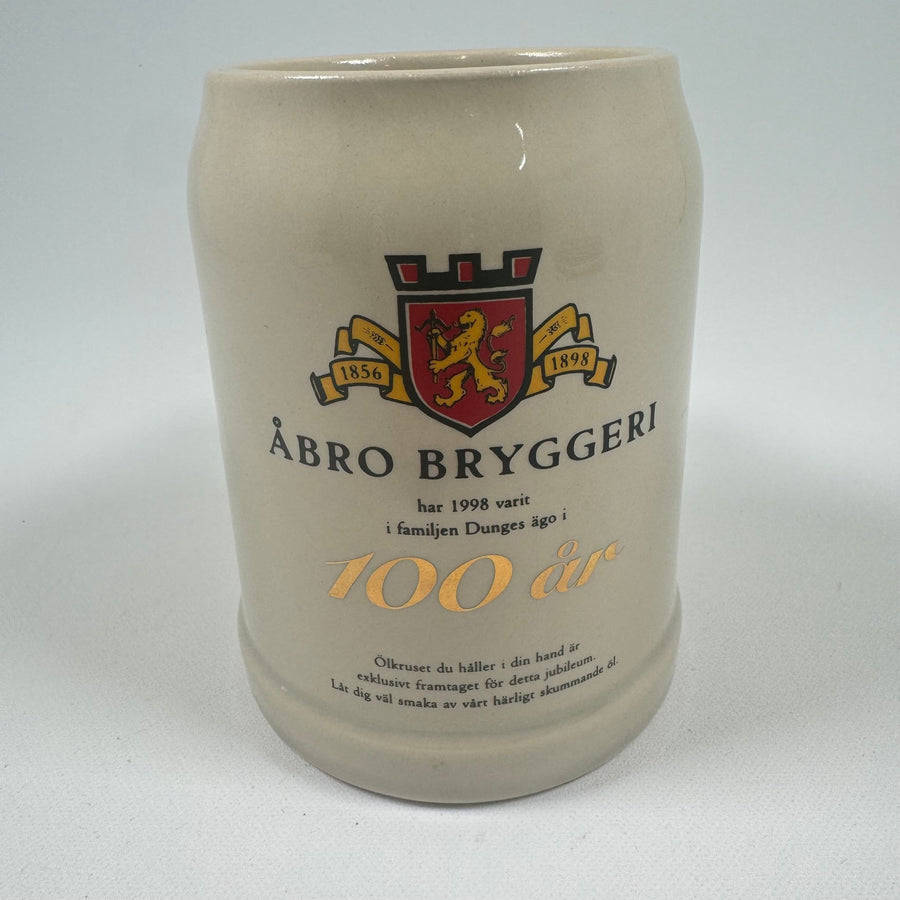 1856
1898
ÅBRO BRYGGERI
har 1998 varit
i familjen Dunges ägo i
100 år
Ölkruset du håller i din hand är
exklusivt framtaget för detta jubileum.
Låt dig väl smaka av vårt härligt skummande öl.